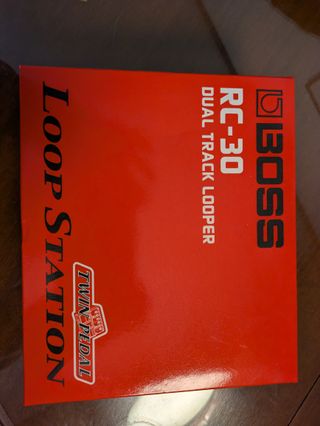 BOSS
RC-30
DUAL TRACK LOOPER
LOOP STATION
TWIN PEDAL